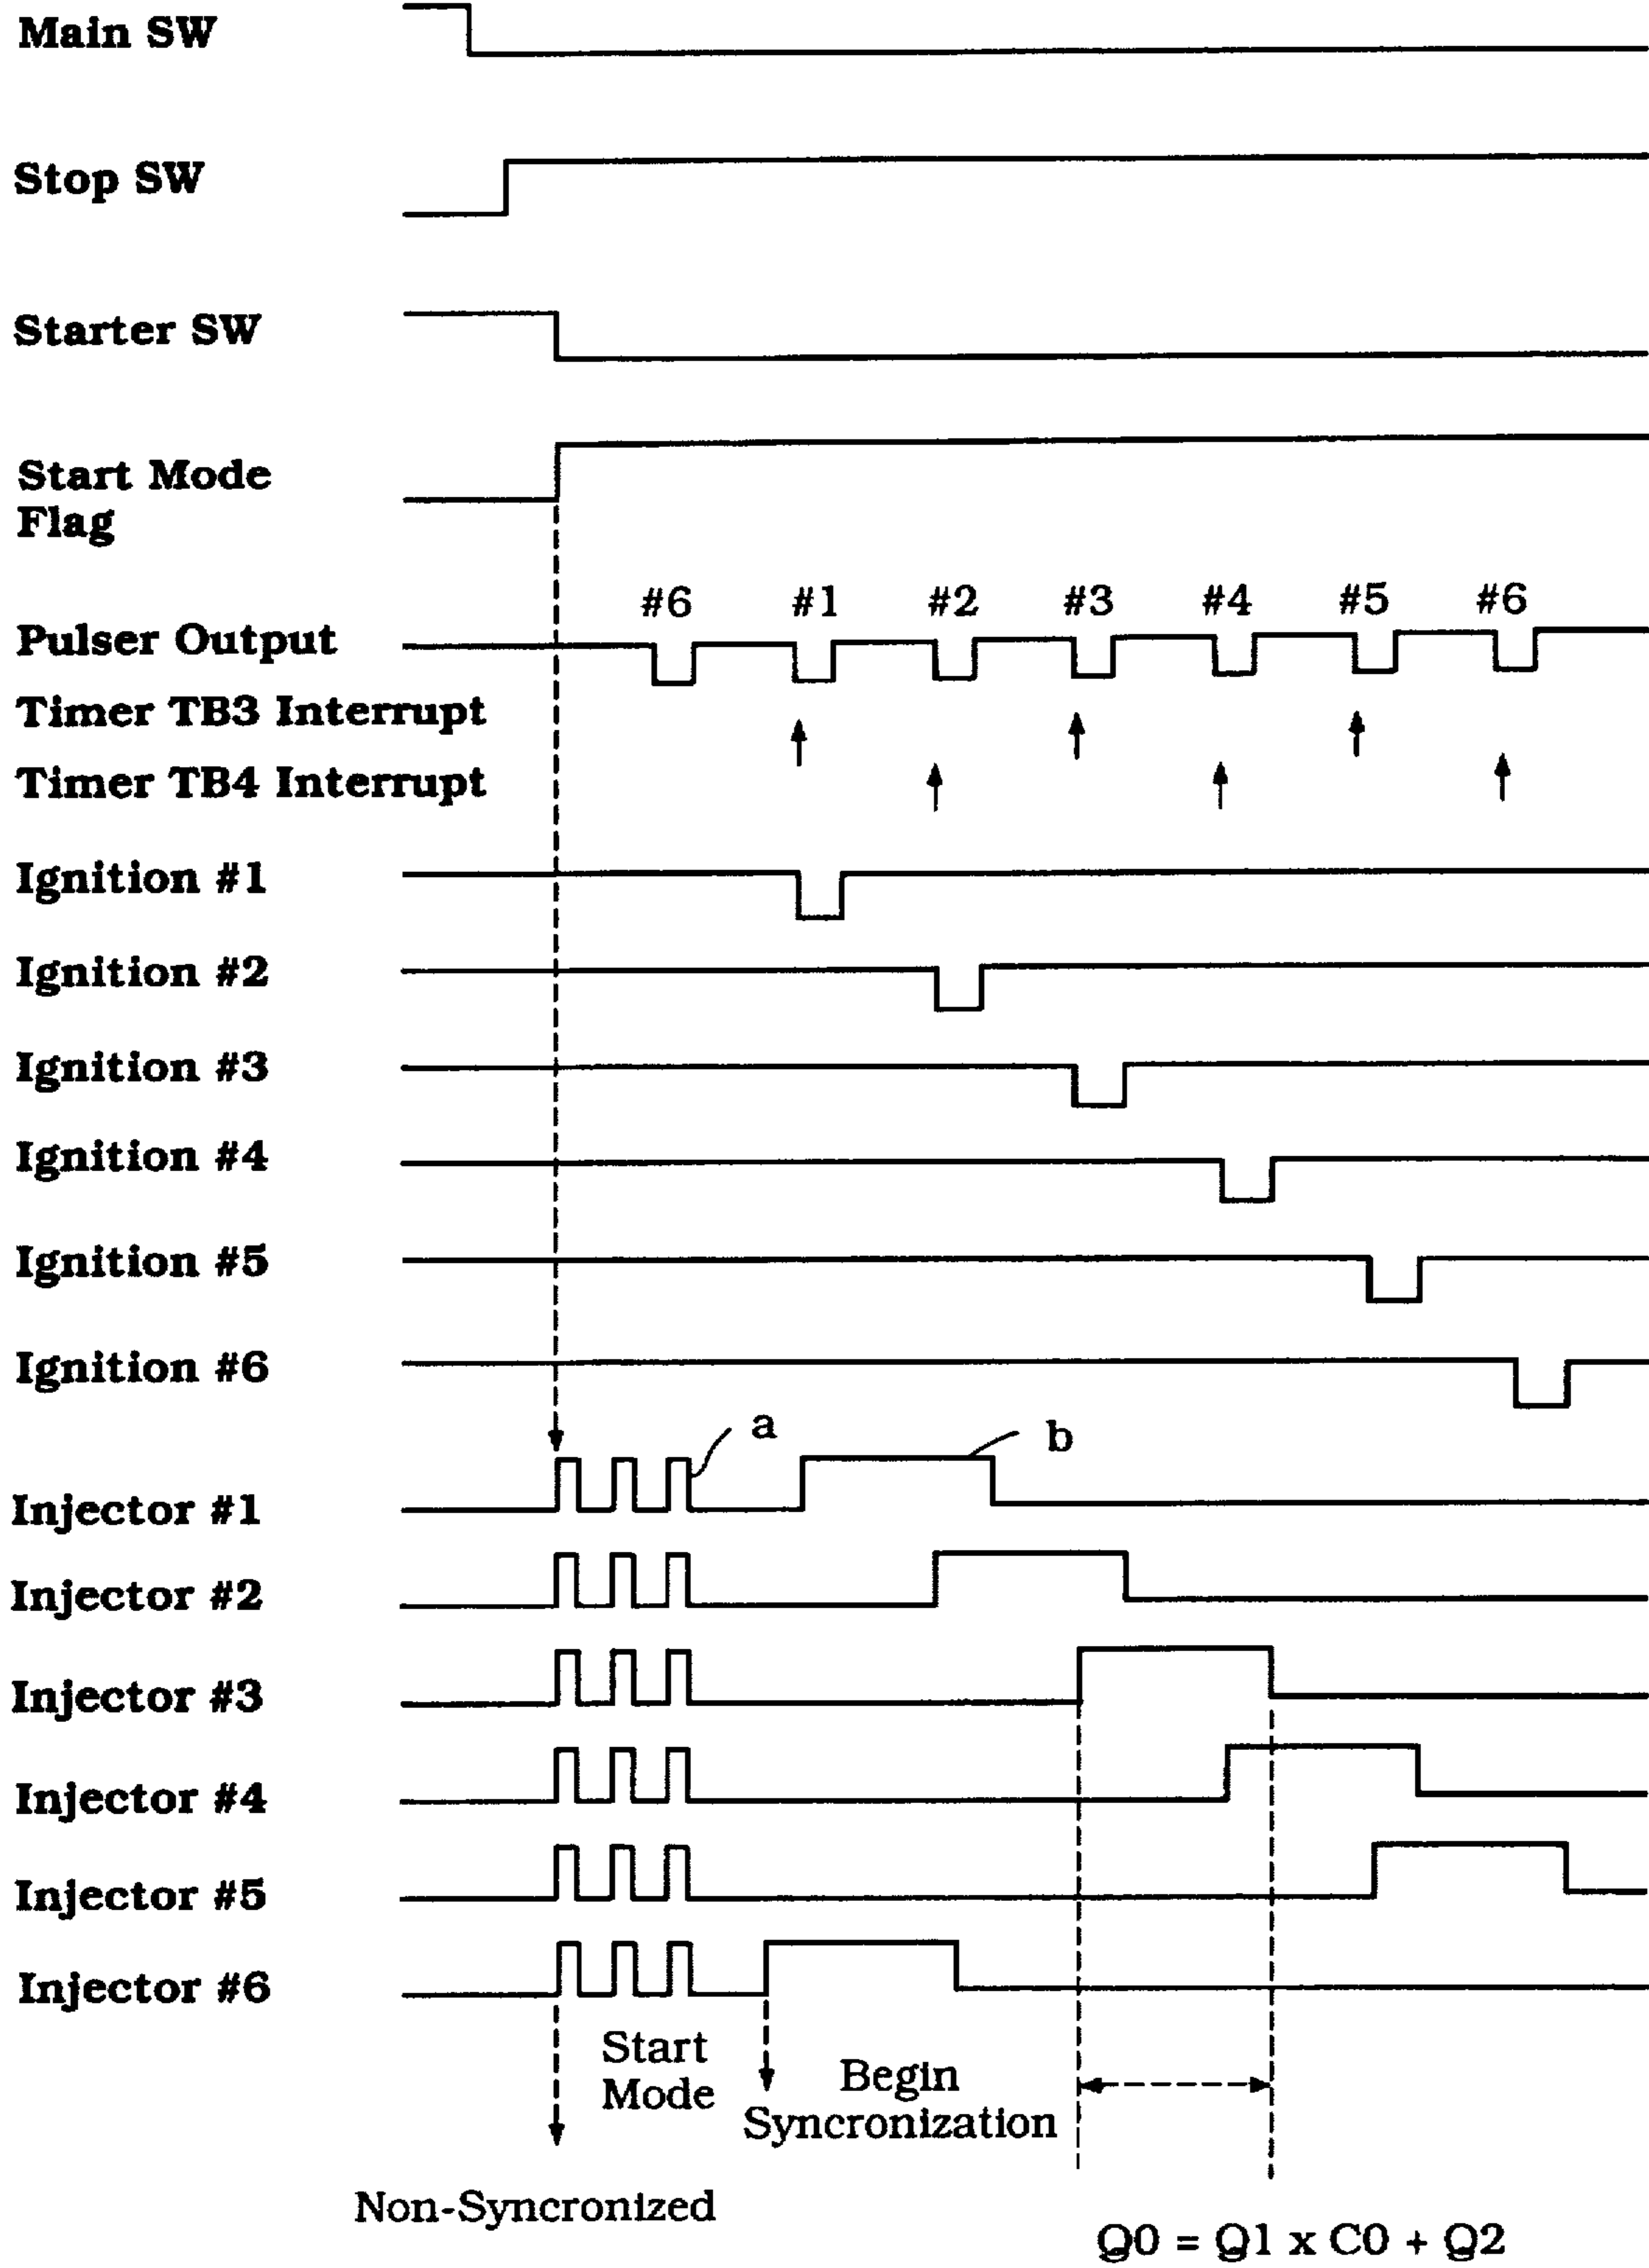 Main SW
Stop SW
Starter SW
Start Mode
Flag
#6 #1 #2 #3 #4 #5 #6
Pulser Output
Timer TB3 Interrupt
Timer TB4 Interrupt
Ignition #1
Ignition #2
Ignition #3
Ignition #4
Ignition #5
Ignition #6
a
b
Injector #1
Injector #2
Injector #3
Injector #4
Injector #5
Injector #6
Start
Mode
Begin
Syncronization
Non-Syncronized
Q0 = Q1 x C0 + Q2